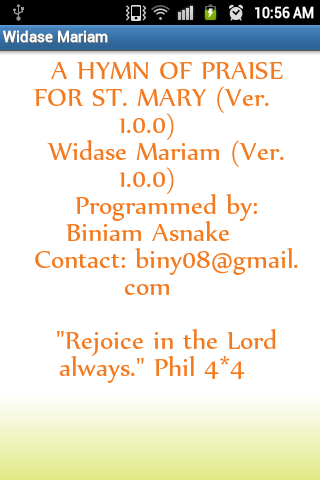 10:56 AM
Widase Mariam
A HYMN OF PRAISE
FOR ST. MARY (Ver.
1.0.0)
Widase Mariam (Ver.
1.0.0)
Programmed by:
Biniam Asnake
Contact: biny08@gmail.
com
"Rejoice in the Lord
always." Phil 4*4